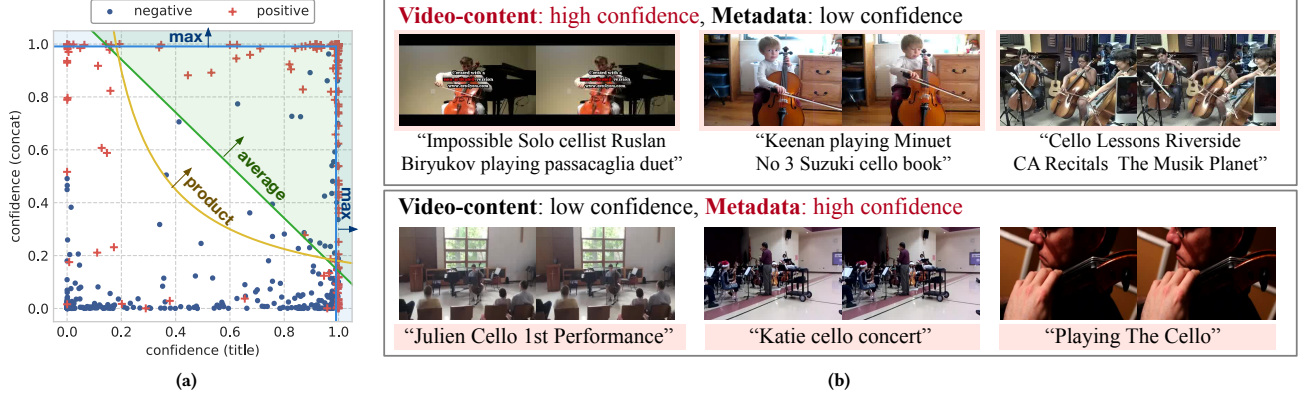 negative
positive
max
1.0
0.8
0.6
0.4
0.2
0.0
confidence (concat)
average
product
max
0.0
0.2
0.4
0.6
0.8
1.0
confidence (title)
(a)
Video-content: high confidence, Metadata: low confidence
Created with a
version
“Impossible Solo cellist Ruslan
Biryukov playing passacaglia duet”
“Keenan playing Minuet
No 3 Suzuki cello book”
“Cello Lessons Riverside
CA Recitals The Musik Planet”
Video-content: low confidence, Metadata: high confidence
“Julien Cello 1st Performance”
“Katie cello concert”
“Playing The Cello”
(b)